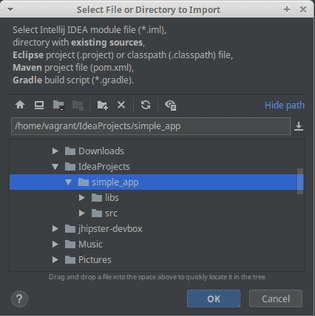 Select File or Directory to Import
Select Intellij IDEA module file (*.iml),
directory with existing sources,
Eclipse project (.project) or classpath (.classpath) file,
Maven project file (pom.xml),
Gradle build script (*.gradle).
Hide path
/home/vagrant/IdeaProjects/simple_app
Downloads
IdeaProjects
simple_app
libs
src
jhipster-devbox
Music
Pictures
Drag and drop a file into the space above to quickly locate it in the tree
?
OK
Cancel